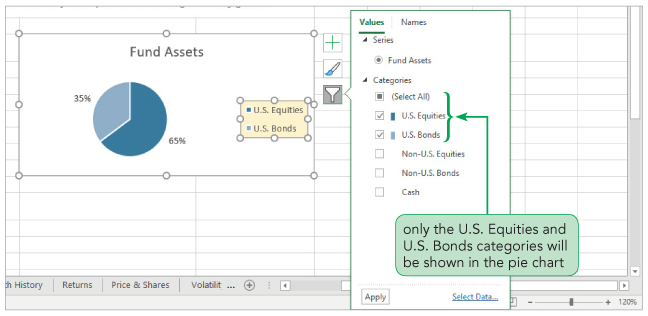 Fund Assets
35%
65%
U.S. Equities
U.S. Bonds
Values Names
Series
Fund Assets
Categories
(Select All)
U.S. Equities
U.S. Bonds
Non-U.S. Equities
Non-U.S. Bonds
Cash
only the U.S. Equities and
U.S. Bonds categories will
be shown in the pie chart
Apply Select Data...
History Returns Price & Shares Volatilit ...
120%